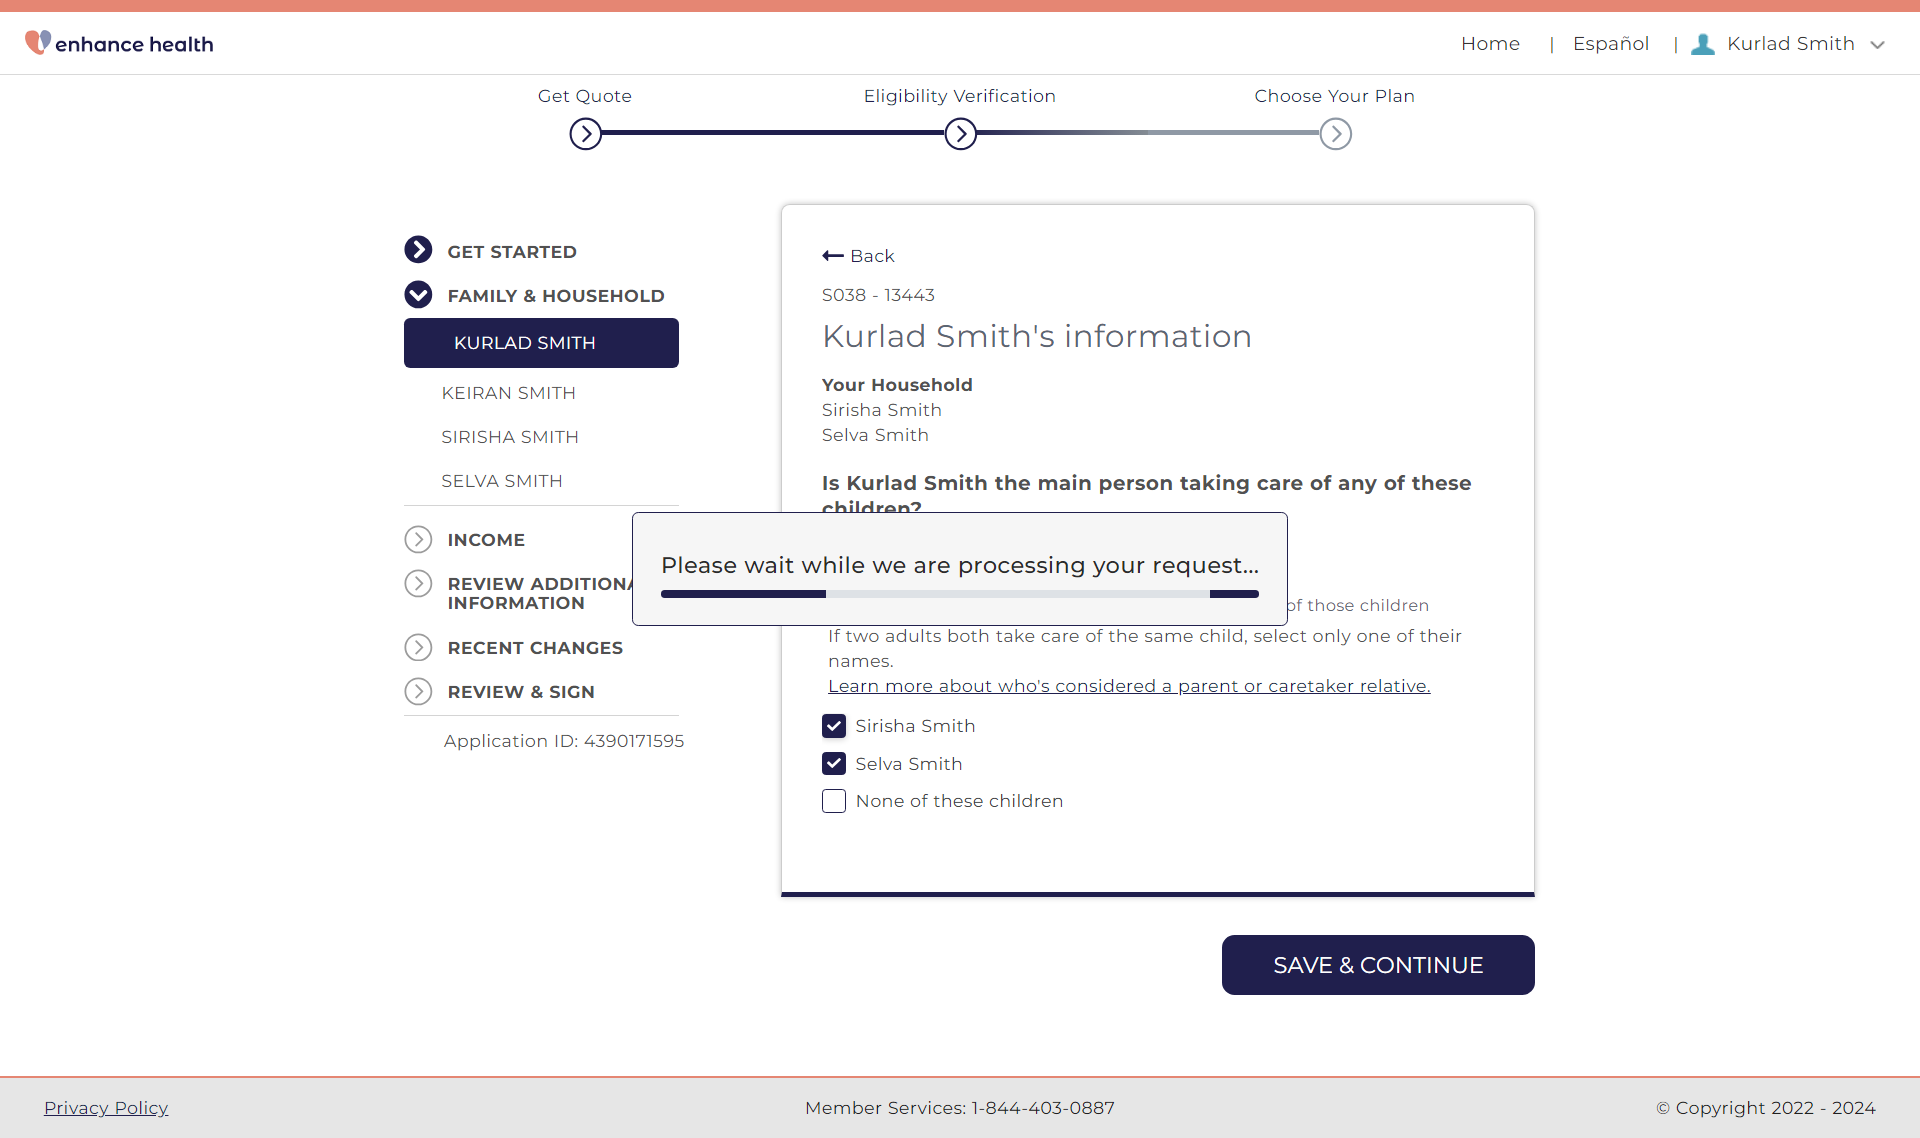 enhance health
Home | Español | Kurlad Smith
Get Quote
Eligibility Verification
Choose Your Plan
GET STARTED
FAMILY & HOUSEHOLD
KURLAD SMITH
KEIRAN SMITH
SIRISHA SMITH
SELVA SMITH
INCOME
REVIEW ADDITIONA
INFORMATION
RECENT CHANGES
REVIEW & SIGN
Application ID: 4390171595
Back
S038 - 13443
Kurlad Smith's information
Your Household
Sirisha Smith
Selva Smith
Is Kurlad Smith the main person taking care of any of these
children?
Please wait while we are processing your request...
of those children
If two adults both take care of the same child, select only one of their
names.
Learn more about who's considered a parent or caretaker relative.
Sirisha Smith
Selva Smith
None of these children
SAVE & CONTINUE
Privacy Policy
Member Services: 1-844-403-0887
© Copyright 2022 - 2024